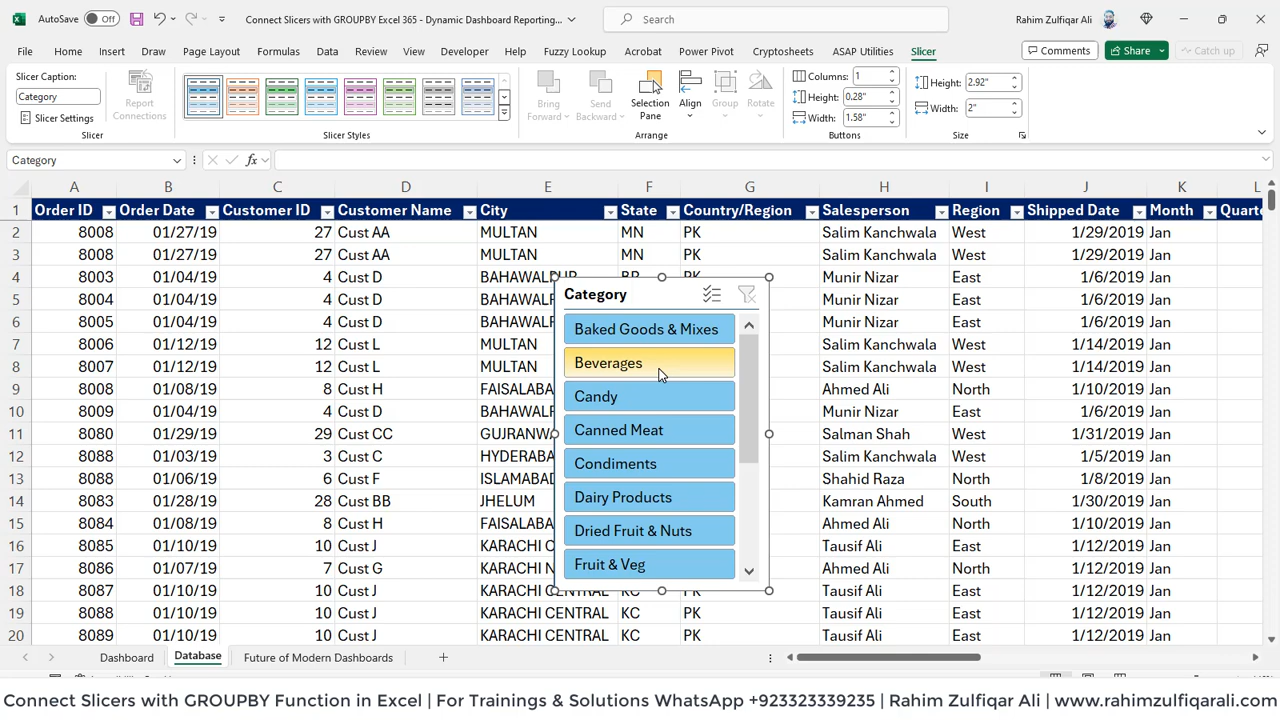 AutoSave Off Connect Slicers with GROUPBY Excel 365 - Dynamic Dashboard Reporting... Search Rahim Zulfiqar Ali
File Home Insert Draw Page Layout Formulas Data Review View Developer Help Fuzzy Lookup Acrobat Power Pivot Cryptosheets ASAP Utilities Slicer Comments Share Catch up
Slicer Caption:
Category
Slicer Settings
Report Connections
Slicer
Slicer Styles
Bring Forward
Send Backward
Selection Pane
Align
Group
Rotate
Arrange
Columns: 1
Height: 0.28"
Width: 1.58"
Buttons
Height: 2.92"
Width: 2"
Size
Category fx
A B C D E F G H I J K L
1 Order ID Order Date Customer ID Customer Name City State Country/Region Salesperson Region Shipped Date Month Quarte
2 8008 01/27/19 27 Cust AA MULTAN MN PK Salim Kanchwala West 1/29/2019 Jan
3 8008 01/27/19 27 Cust AA MULTAN MN PK Salim Kanchwala West 1/29/2019 Jan
4 8003 01/04/19 4 Cust D BAHAWALPUR BP PK Munir Nizar East 1/6/2019 Jan
5 8004 01/04/19 4 Cust D BAHAWALP Munir Nizar East 1/6/2019 Jan
6 8005 01/04/19 4 Cust D BAHAWALP Munir Nizar East 1/6/2019 Jan
7 8006 01/12/19 12 Cust L MULTAN Salim Kanchwala West 1/14/2019 Jan
8 8007 01/12/19 12 Cust L MULTAN Salim Kanchwala West 1/14/2019 Jan
9 8008 01/08/19 8 Cust H FAISALABA Ahmed Ali North 1/10/2019 Jan
10 8009 01/04/19 4 Cust D BAHAWALP Munir Nizar East 1/6/2019 Jan
11 8080 01/29/19 29 Cust CC GUJRANWA Salman Shah West 1/31/2019 Jan
12 8088 01/03/19 3 Cust C HYDERABA Salim Kanchwala West 1/5/2019 Jan
13 8088 01/06/19 6 Cust F ISLAMABAD Shahid Raza North 1/8/2019 Jan
14 8083 01/28/19 28 Cust BB JHELUM Kamran Ahmed South 1/30/2019 Jan
15 8084 01/08/19 8 Cust H FAISALABA Ahmed Ali North 1/10/2019 Jan
16 8085 01/10/19 10 Cust J KARACHI C Tausif Ali East 1/12/2019 Jan
17 8086 01/10/19 7 Cust G KARACHI N Ahmed Ali North 1/12/2019 Jan
18 8087 01/10/19 10 Cust J KARACHI CENTRAL KC PK Tausif Ali East 1/12/2019 Jan
19 8088 01/10/19 10 Cust J KARACHI CENTRAL KC PK Tausif Ali East 1/12/2019 Jan
20 8089 01/10/19 10 Cust J KARACHI CENTRAL KC PK Tausif Ali East 1/12/2019 Jan
Category
Baked Goods & Mixes
Beverages
Candy
Canned Meat
Condiments
Dairy Products
Dried Fruit & Nuts
Fruit & Veg
Dashboard Database Future of Modern Dashboards
Connect Slicers with GROUPBY Function in Excel | For Trainings & Solutions WhatsApp +923323339235 | Rahim Zulfiqar Ali | www.rahimzulfiqarali.com